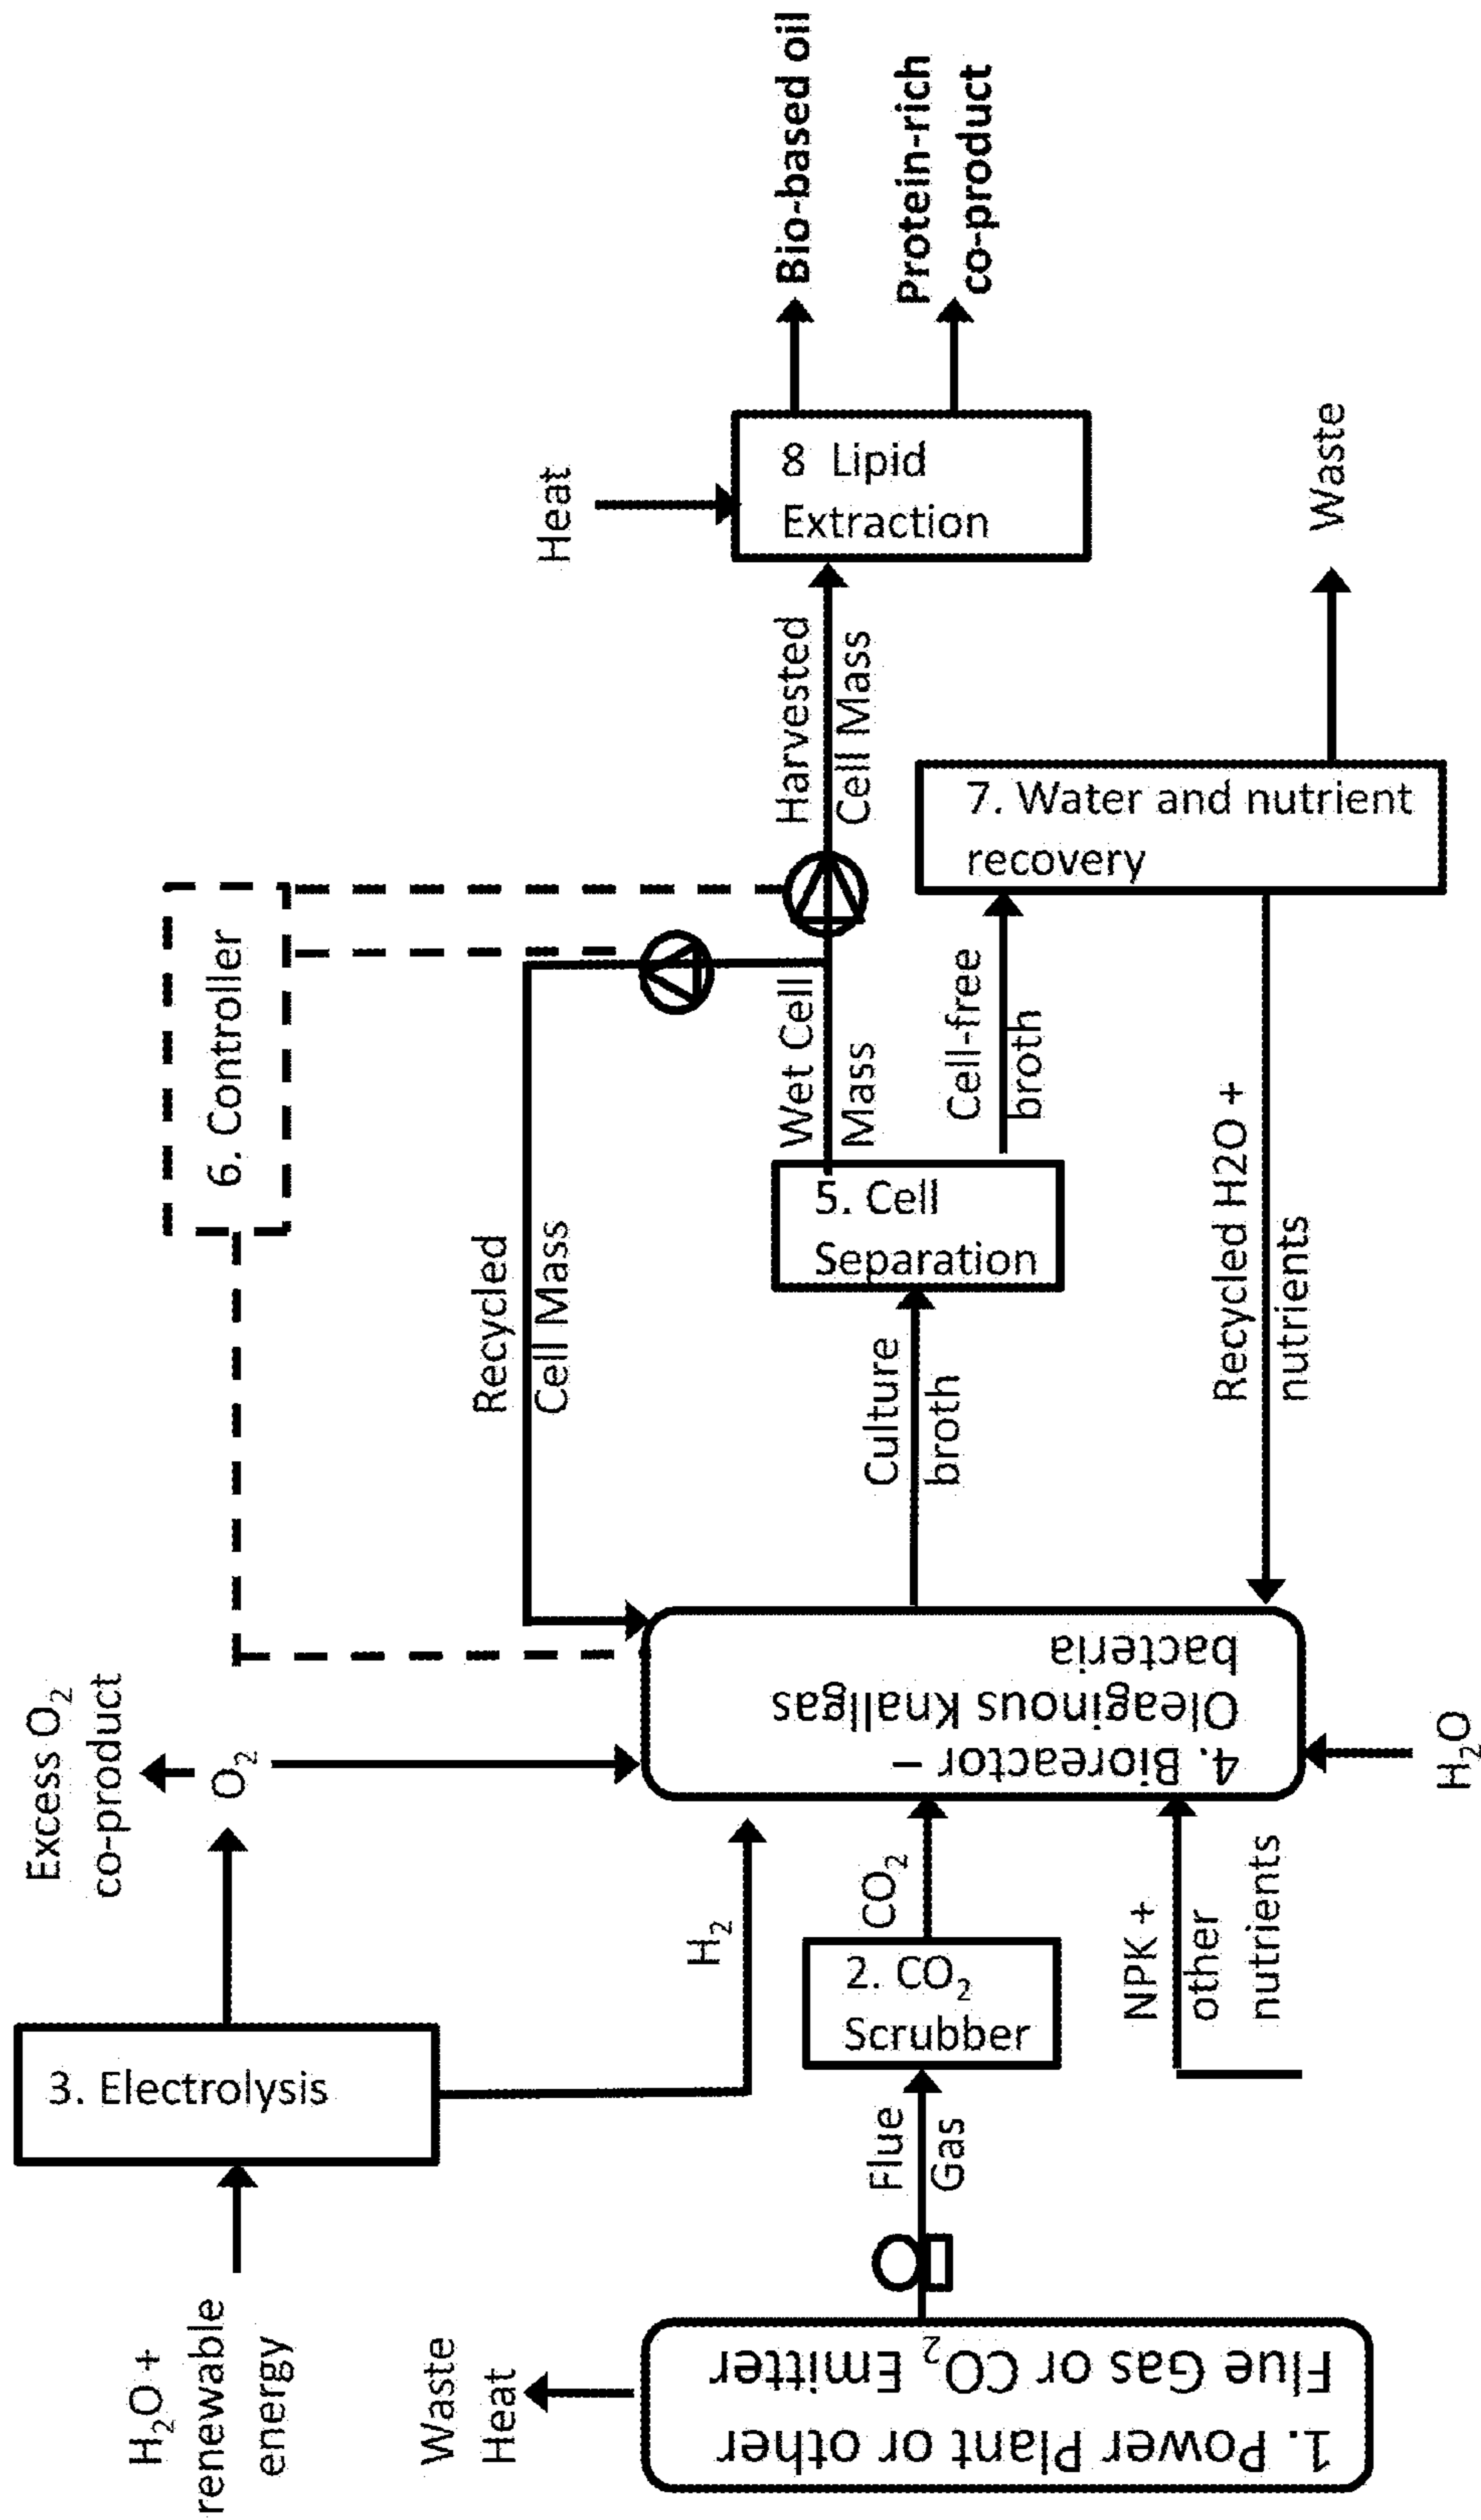 H₂O +
renewable
energy
3. Electrolysis
Excess O₂
co-product
O₂
6. Controller
Waste
Heat
1. Power Plant or other
Flue Gas or CO₂ Emitter
Flue
Gas
2. CO₂
Scrubber
CO₂
H₂
NPK +
other
nutrients
H₂O
4. Bioreactor –
Oleaginous Knallgas
bacteria
Recycled
Cell Mass
Culture
broth
5. Cell
Separation
Wet Cell
Mass
Cell-free
broth
Recycled H2O +
nutrients
7. Water and nutrient
recovery
Waste
Harvested
Cell Mass
Heat
8 Lipid
Extraction
Bio-based oil
Protein-rich
co-product